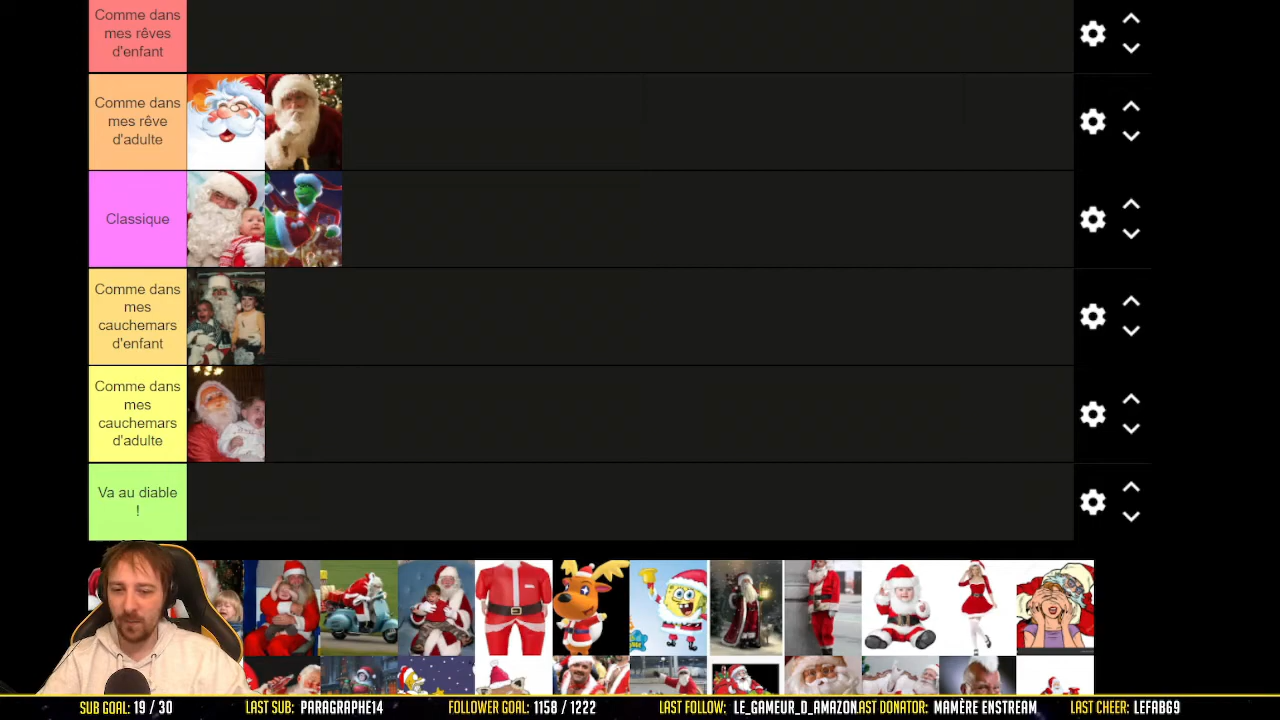 Comme dans
mes rêves
d'enfant
Comme dans
mes rêve
d'adulte
Classique
Comme dans
mes
cauchemars
d'enfant
Comme dans
mes
cauchemars
d'adulte
Va au diable
!
SUB GOAL: 19 / 30 LAST SUB: PARAGRAPHE14 FOLLOWER GOAL: 1158 / 1222 LAST FOLLOW: LE_GAMEUR_D_AMAZON AST DONATOR: MAMÈRE ENSTREAM LAST CHEER: LEFAB69